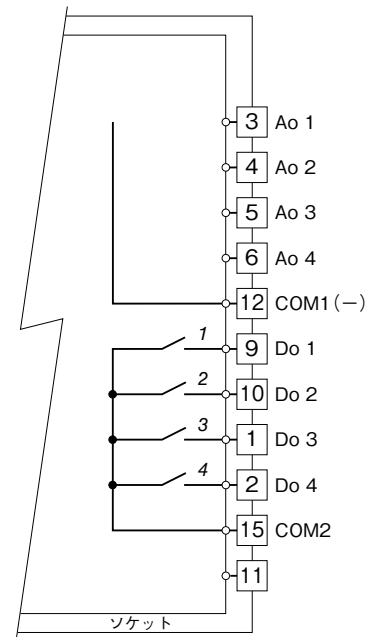 3 Ao 1
4 Ao 2
5 Ao 3
6 Ao 4
12 COM1(−)
1 9 Do 1
2 10 Do 2
3 1 Do 3
4 2 Do 4
15 COM2
11
ソケット